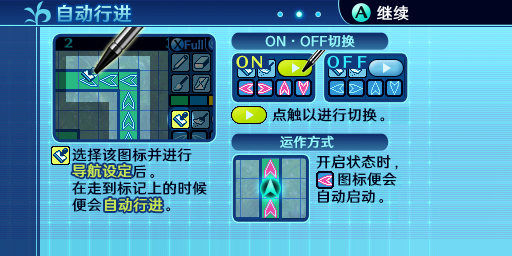 自动行进
A 继续
2
X Full
ON・OFF切换
ON
OFF
点触以进行切换。
选择该图标并进行
导航设定后。
在走到标记上的时候
便会自动行进。
运作方式
开启状态时，
图标便会
自动启动。